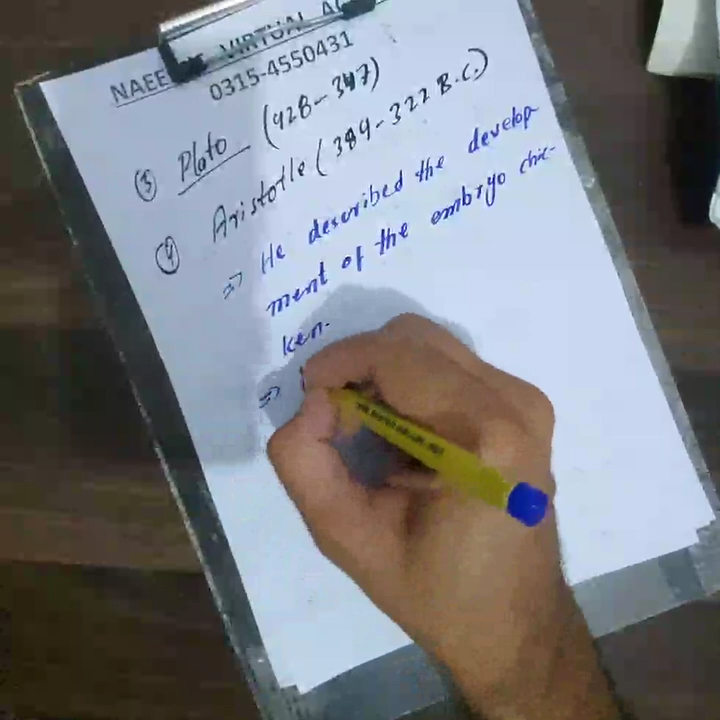 VIRTUAL
0315-4550431
③ Plato (428-347)
④ Aristotle (384-322 B.C.)
⇒ He described the develop
ment of the embryo chic-
ken.
⇒